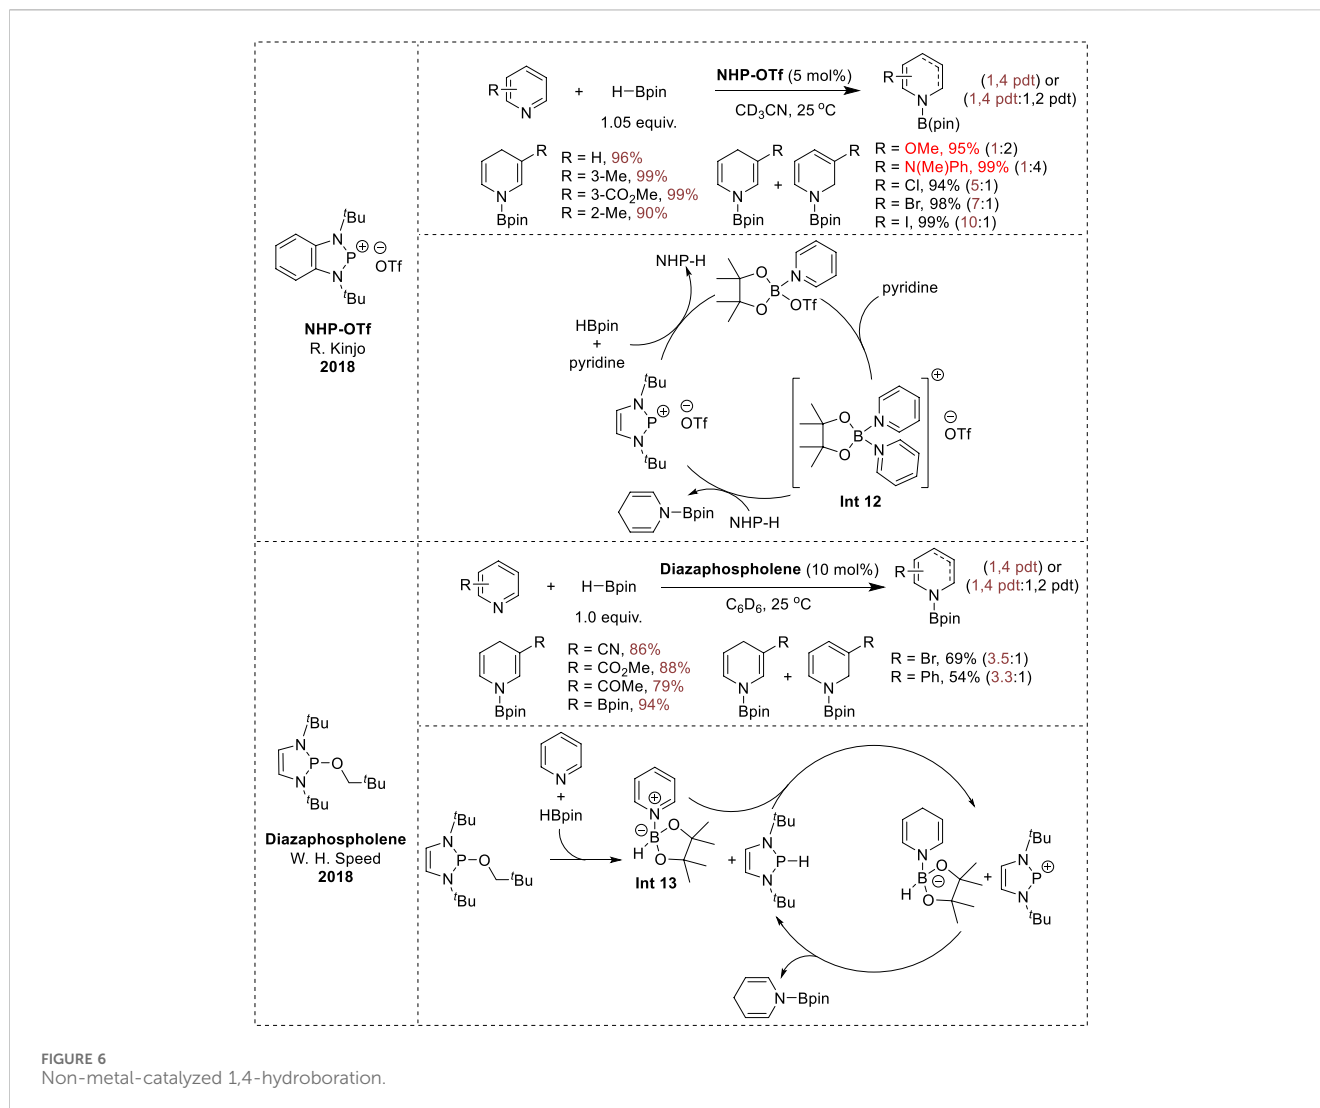 R
N
+
H–Bpin
1.05 equiv.
NHP-OTf (5 mol%)
CD₃CN, 25 °C
R
N
B(pin)
(1,4 pdt) or
(1,4 pdt:1,2 pdt)
R
N
Bpin
R = H, 96%
R = 3-Me, 99%
R = 3-CO₂Me, 99%
R = 2-Me, 90%
R
N
Bpin
+
R
N
Bpin
R = OMe, 95% (1:2)
R = N(Me)Ph, 99% (1:4)
R = Cl, 94% (5:1)
R = Br, 98% (7:1)
R = I, 99% (10:1)
ᵗBu
N
P ⊕ ⊖
OTf
N
ᵗBu
NHP-OTf
R. Kinjo
2018
NHP-H
O
N
B
O
OTf
pyridine
HBpin
+
pyridine
ᵗBu
N
P ⊕ ⊖
OTf
N
ᵗBu
⊕
O
N
B
O
N
⊖
OTf
Int 12
N–Bpin
NHP-H
R
N
+
H–Bpin
1.0 equiv.
Diazaphospholene (10 mol%)
C₆D₆, 25 °C
R
N
Bpin
(1,4 pdt) or
(1,4 pdt:1,2 pdt)
R
N
Bpin
R = CN, 86%
R = CO₂Me, 88%
R = COMe, 79%
R = Bpin, 94%
R
N
Bpin
+
R
N
Bpin
R = Br, 69% (3.5:1)
R = Ph, 54% (3.3:1)
ᵗBu
N
P–O
N
ᵗBu
ᵗBu
Diazaphospholene
W. H. Speed
2018
ᵗBu
N
P–O
N
ᵗBu
ᵗBu
N
+
HBpin
⊕
N
⊖
B
O
H
O
Int 13
+
ᵗBu
N
P–H
N
ᵗBu
N
B
⊖
O
H
O
+
ᵗBu
N
P ⊕
N
ᵗBu
N–Bpin
FIGURE 6
Non-metal-catalyzed 1,4-hydroboration.